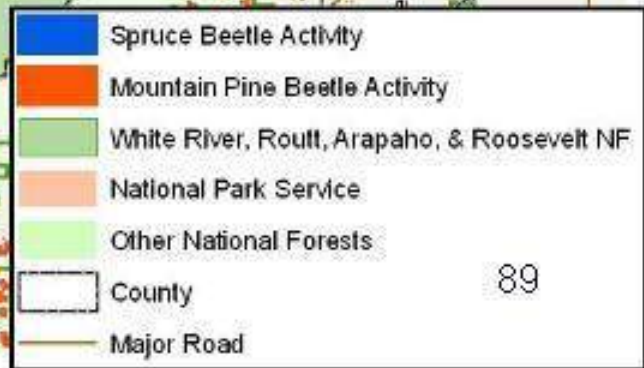 Spruce Beetle Activity
Mountain Pine Beetle Activity
White River, Routt, Arapaho, & Roosevelt NF
National Park Service
Other National Forests
County
89
Major Road